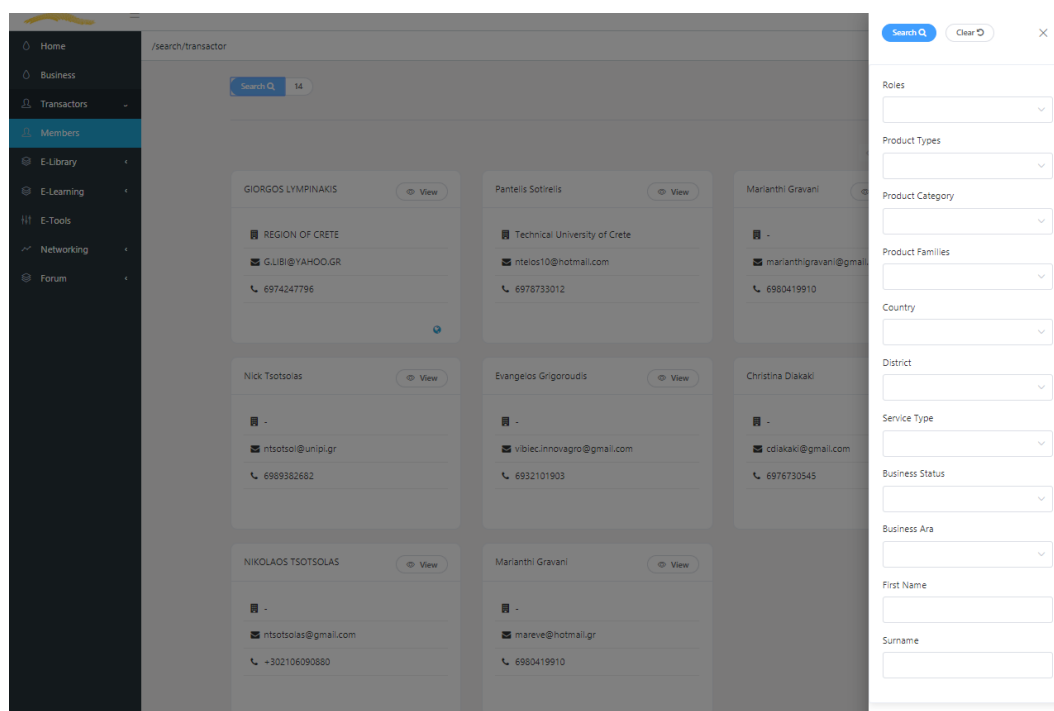 Home
Business
Transactors
Members
E-Library
E-Learning
E-Tools
Networking
Forum
/search/transactor
Search 14
GIORGOS LYMPINAKIS View
REGION OF CRETE
G.LIBI@YAHOO.GR
6974247796
Pantelis Sotirelis View
Technical University of Crete
ntelos10@hotmail.com
6978733012
Marianthi Gravani
-
marianthigravani@gmail.
6980419910
Nick Tsotsolas View
-
ntsotsol@unipi.gr
6989382682
Evangelos Grigoroudis View
-
vibiec.innovagro@gmail.com
6932101903
Christina Diakaki
-
cdiakaki@gmail.com
6976730545
NIKOLAOS TSOTSOLAS View
-
ntsotsolas@gmail.com
+302106090880
Marianthi Gravani View
-
mareve@hotmail.gr
6980419910
Search Clear
Roles
Product Types
Product Category
Product Families
Country
District
Service Type
Business Status
Business Ara
First Name
Surname